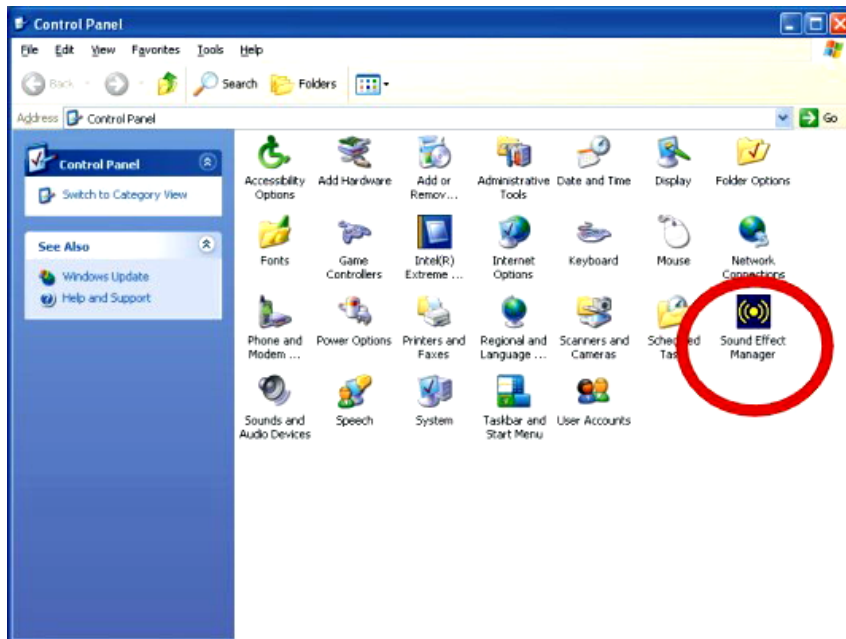 Control Panel
File Edit View Favorites Tools Help
Back Search Folders
Address Control Panel Go
Control Panel
Switch to Category View
See Also
Windows Update
Help and Support
Accessibility Options
Add Hardware
Add or Remov...
Administrative Tools
Date and Time
Display
Folder Options
Fonts
Game Controllers
Intel(R) Extreme ...
Internet Options
Keyboard
Mouse
Network Connections
Phone and Modem ...
Power Options
Printers and Faxes
Regional and Language ...
Scanners and Cameras
Scheduled Tasks
Sound Effect Manager
Sounds and Audio Devices
Speech
System
Taskbar and Start Menu
User Accounts